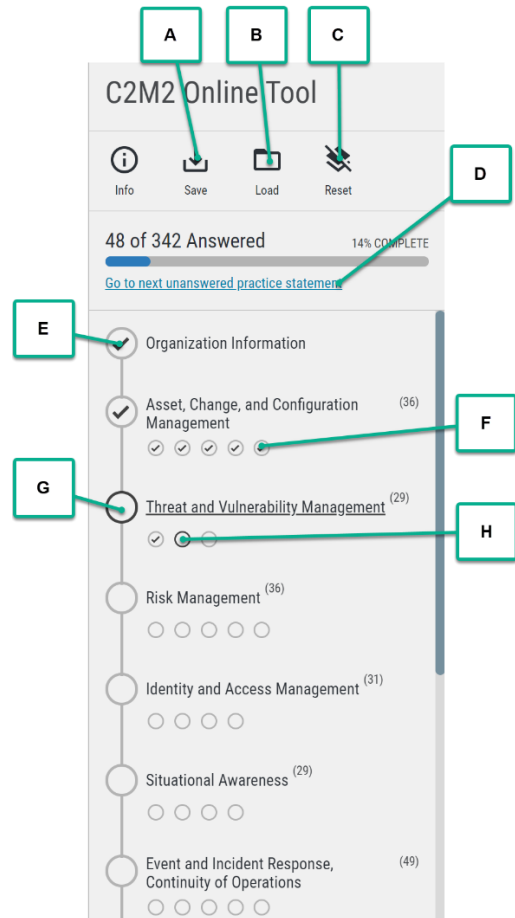 A
B
C
C2M2 Online Tool
Info
Save
Load
Reset
D
48 of 342 Answered
14% COMPLETE
Go to next unanswered practice statement
E
Organization Information
Asset, Change, and Configuration
Management
(36)
F
G
Threat and Vulnerability Management (29)
H
Risk Management (36)
Identity and Access Management (31)
Situational Awareness (29)
Event and Incident Response,
Continuity of Operations
(49)